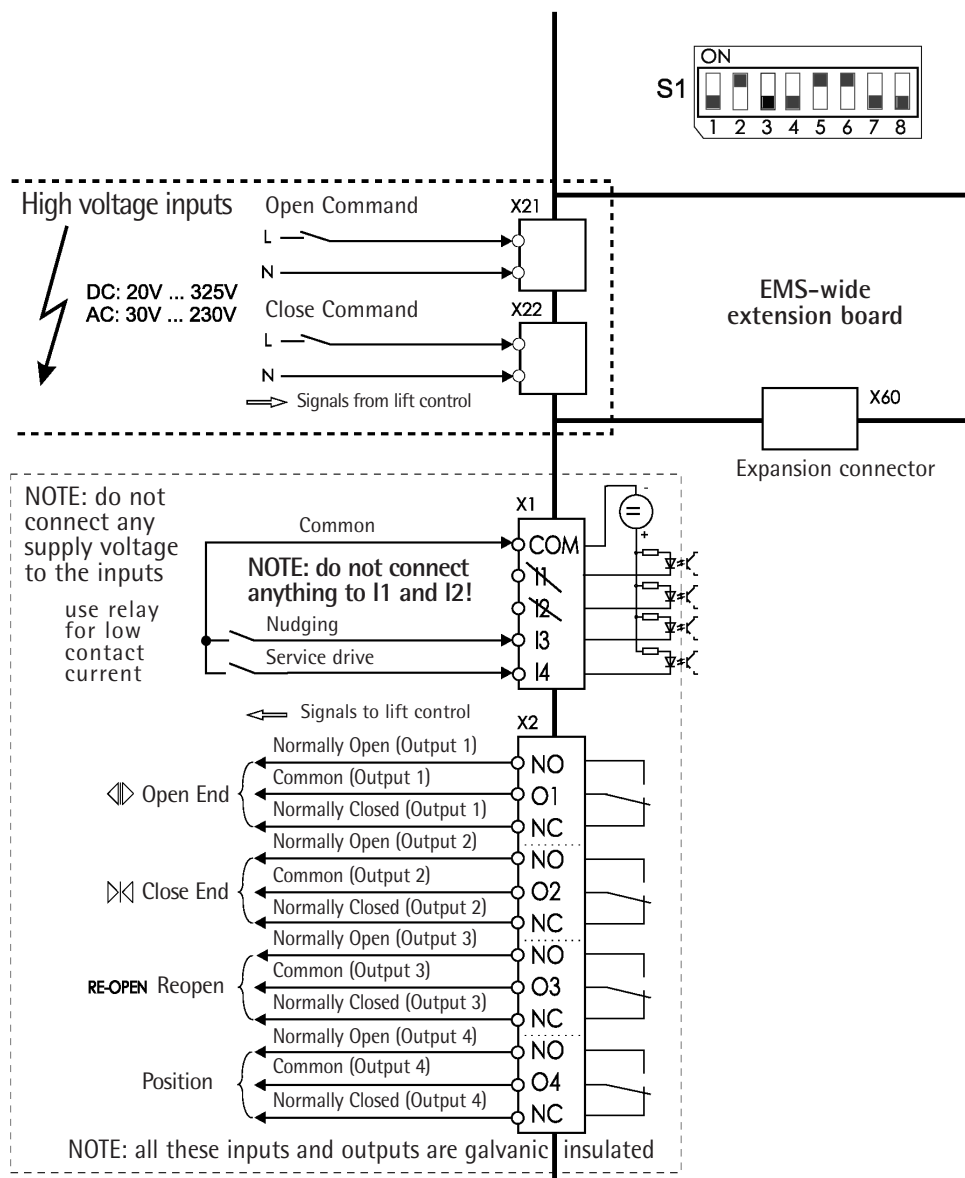 ON
S1
1 2 3 4 5 6 7 8
High voltage inputs
DC: 20V ... 325V
AC: 30V ... 230V
Open Command
L
N
X21
Close Command
L
N
X22
Signals from lift control
EMS-wide
extension board
X60
Expansion connector
NOTE: do not
connect any
supply voltage
to the inputs
use relay
for low
contact
current
Common
NOTE: do not connect
anything to I1 and I2!
Nudging
Service drive
X1
COM
I1
I2
I3
I4
-
=
+
Signals to lift control
X2
Normally Open (Output 1)
NO
Common (Output 1)
O1
Normally Closed (Output 1)
NC
Open End
Normally Open (Output 2)
NO
Common (Output 2)
O2
Normally Closed (Output 2)
NC
Close End
Normally Open (Output 3)
NO
Common (Output 3)
O3
Normally Closed (Output 3)
NC
RE-OPEN Reopen
Normally Open (Output 4)
NO
Common (Output 4)
O4
Normally Closed (Output 4)
NC
Position
NOTE: all these inputs and outputs are galvanic insulated